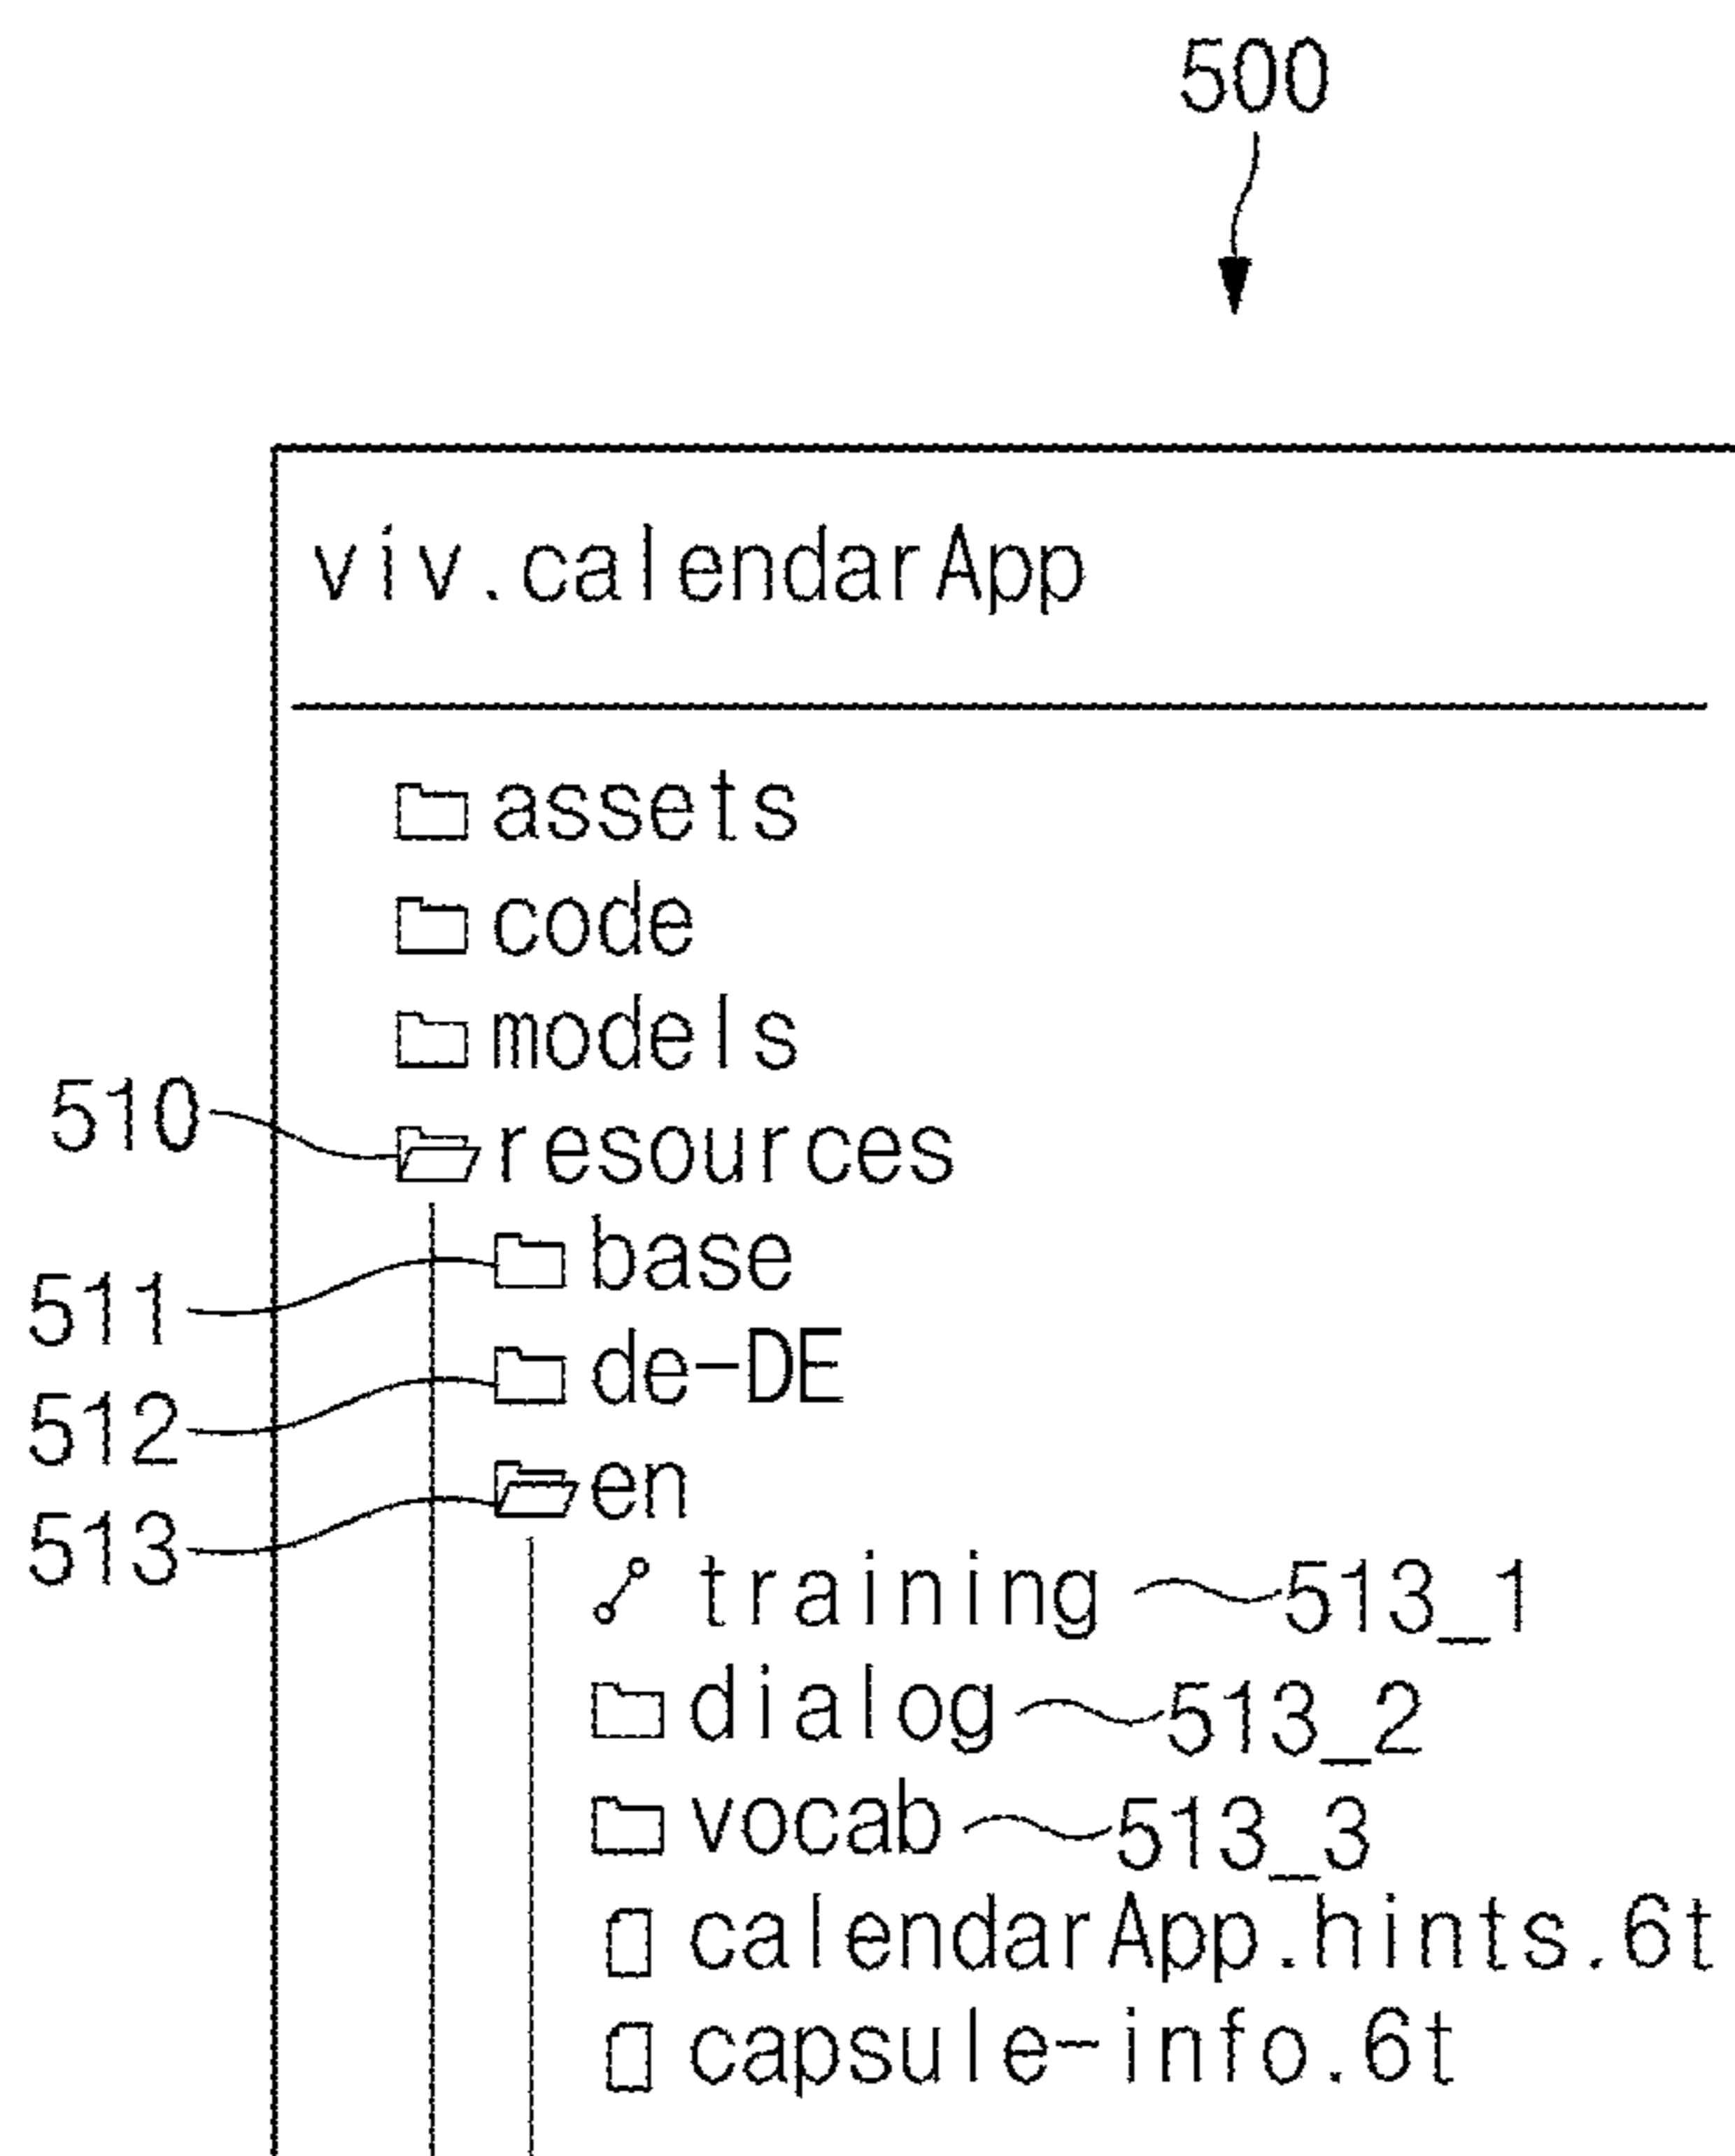 500
viv.calendarApp
assets
code
models
510 resources
511 base
512 de-DE
513 en
training 513_1
dialog 513_2
vocab 513_3
calendarApp.hints.6t
capsule-info.6t